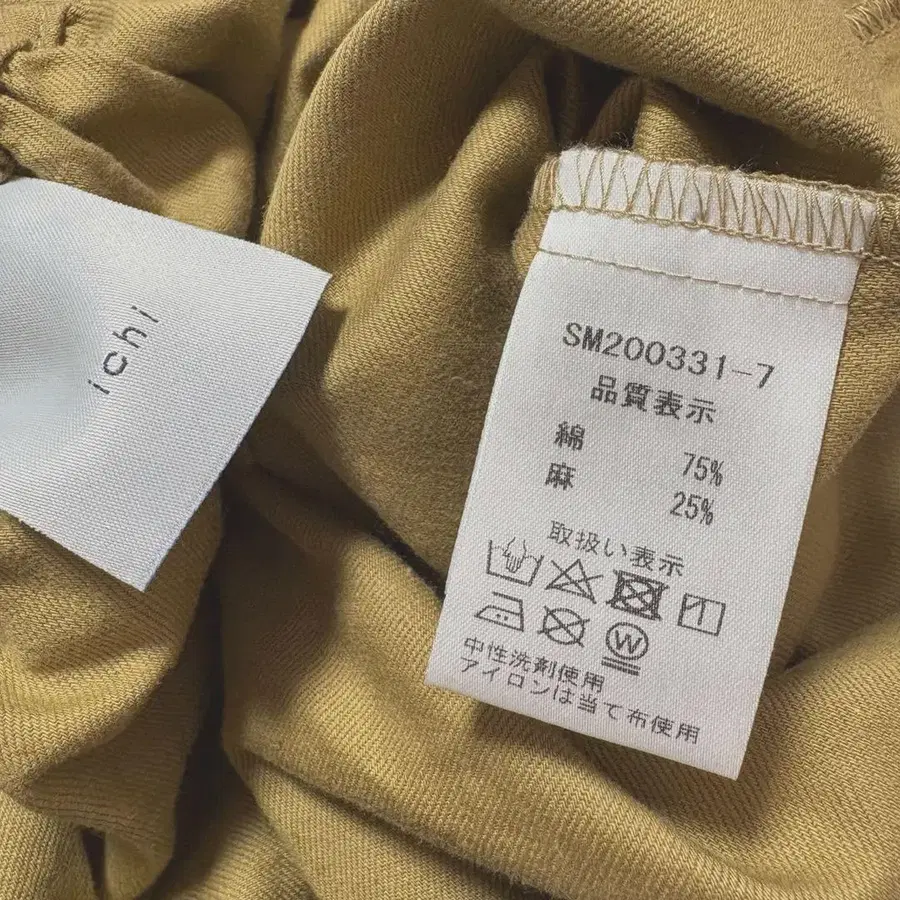 ichi
SM200331-7
品質表示
綿 75%
麻 25%
取扱い表示
W
中性洗剤使用
アイロンは当て布使用